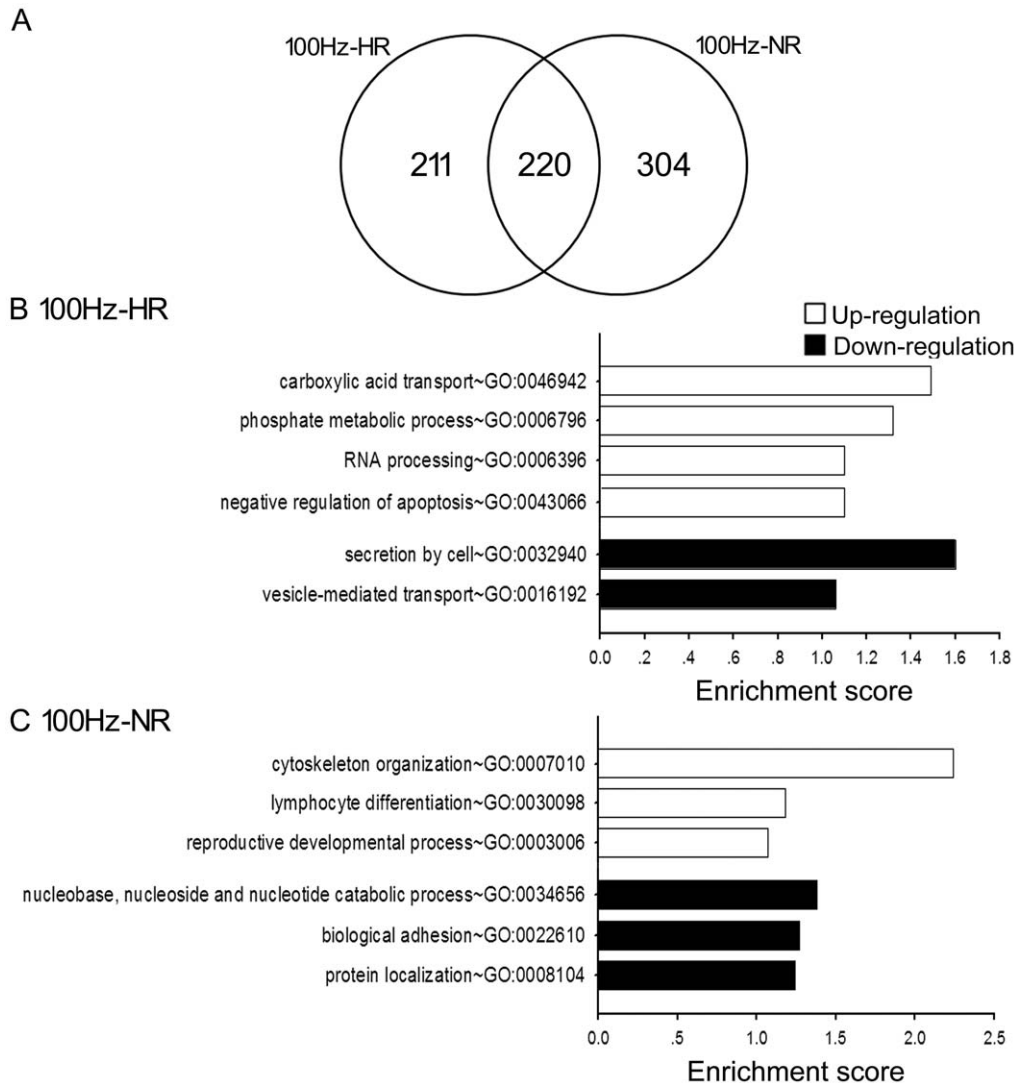 A
100Hz-HR
100Hz-NR
211
220
304
B 100Hz-HR
Up-regulation
Down-regulation
carboxylic acid transport~GO:0046942
phosphate metabolic process~GO:0006796
RNA processing~GO:0006396
negative regulation of apoptosis~GO:0043066
secretion by cell~GO:0032940
vesicle-mediated transport~GO:0016192
0.0 .2 .4 .6 .8 1.0 1.2 1.4 1.6 1.8
Enrichment score
C 100Hz-NR
cytoskeleton organization~GO:0007010
lymphocyte differentiation~GO:0030098
reproductive developmental process~GO:0003006
nucleobase, nucleoside and nucleotide catabolic process~GO:0034656
biological adhesion~GO:0022610
protein localization~GO:0008104
0.0 .5 1.0 1.5 2.0 2.5
Enrichment score